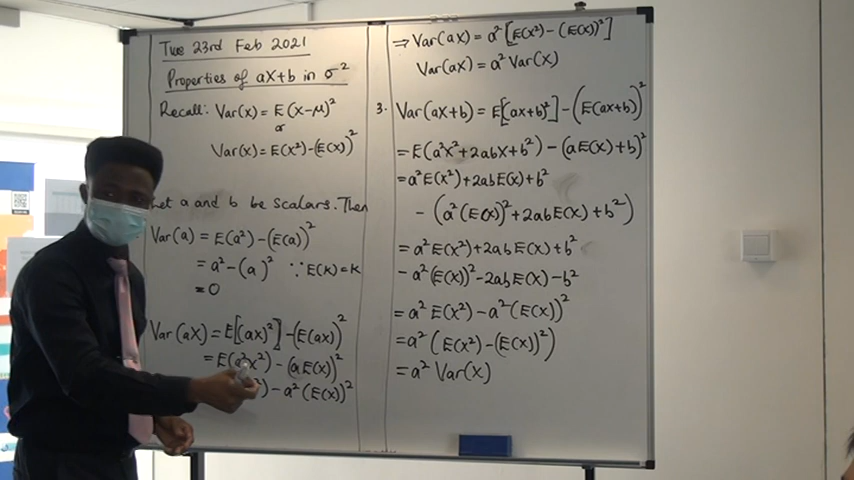 Tue 23rd Feb 2021
Properties of aX+b in σ²
Recall: Var(x) = E(x-μ)²
or
Var(x) = E(x²) - (E(x))²
Let a and b be scalars. Then
Var(a) = E(a²) - (E(a))²
= a² - (a)² ∵ E(K) = K
= 0
Var(aX) = E[(ax)²] - (E(ax))²
= E(a²x²) - (aE(x))²
²) - a² (E(x))²
⇒ Var(ax) = a² [E(x²) - (E(x))²]
Var(ax) = a² Var(x)
3. Var(ax+b) = E[(ax+b)²] - (E(ax+b))²
= E(a²x² + 2abx + b²) - (aE(x) + b)²
= a²E(x²) + 2abE(x) + b²
- (a²(E(x))² + 2abE(x) + b²)
= a²E(x²) + 2abE(x) + b²
- a²(E(x))² - 2abE(x) - b²
= a²E(x²) - a²(E(x))²
= a² (E(x²) - (E(x))²)
= a² Var(x)